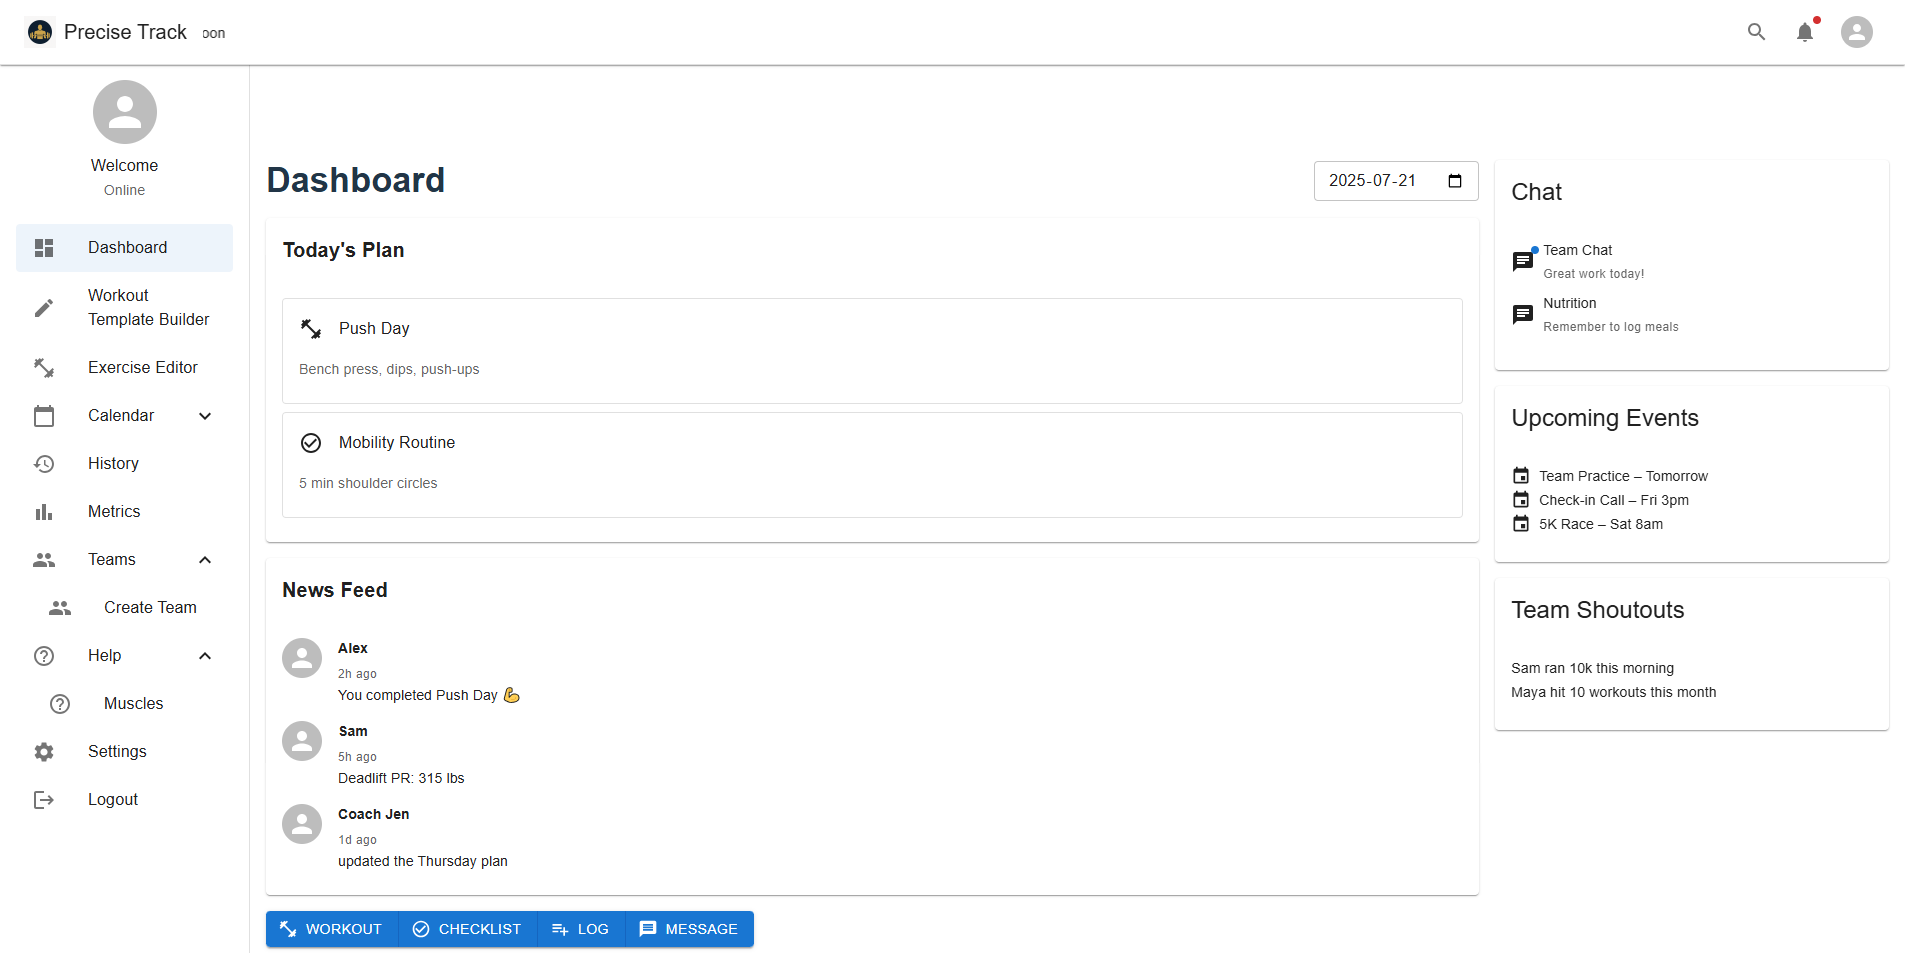 Precise Track oon
Welcome
Online
Dashboard
Workout
Template Builder
Exercise Editor
Calendar
History
Metrics
Teams
Create Team
Help
Muscles
Settings
Logout
Dashboard
2025-07-21
Today's Plan
Push Day
Bench press, dips, push-ups
Mobility Routine
5 min shoulder circles
News Feed
Alex
2h ago
You completed Push Day 💪
Sam
5h ago
Deadlift PR: 315 lbs
Coach Jen
1d ago
updated the Thursday plan
WORKOUT
CHECKLIST
LOG
MESSAGE
Chat
Team Chat
Great work today!
Nutrition
Remember to log meals
Upcoming Events
Team Practice – Tomorrow
Check-in Call – Fri 3pm
5K Race – Sat 8am
Team Shoutouts
Sam ran 10k this morning
Maya hit 10 workouts this month